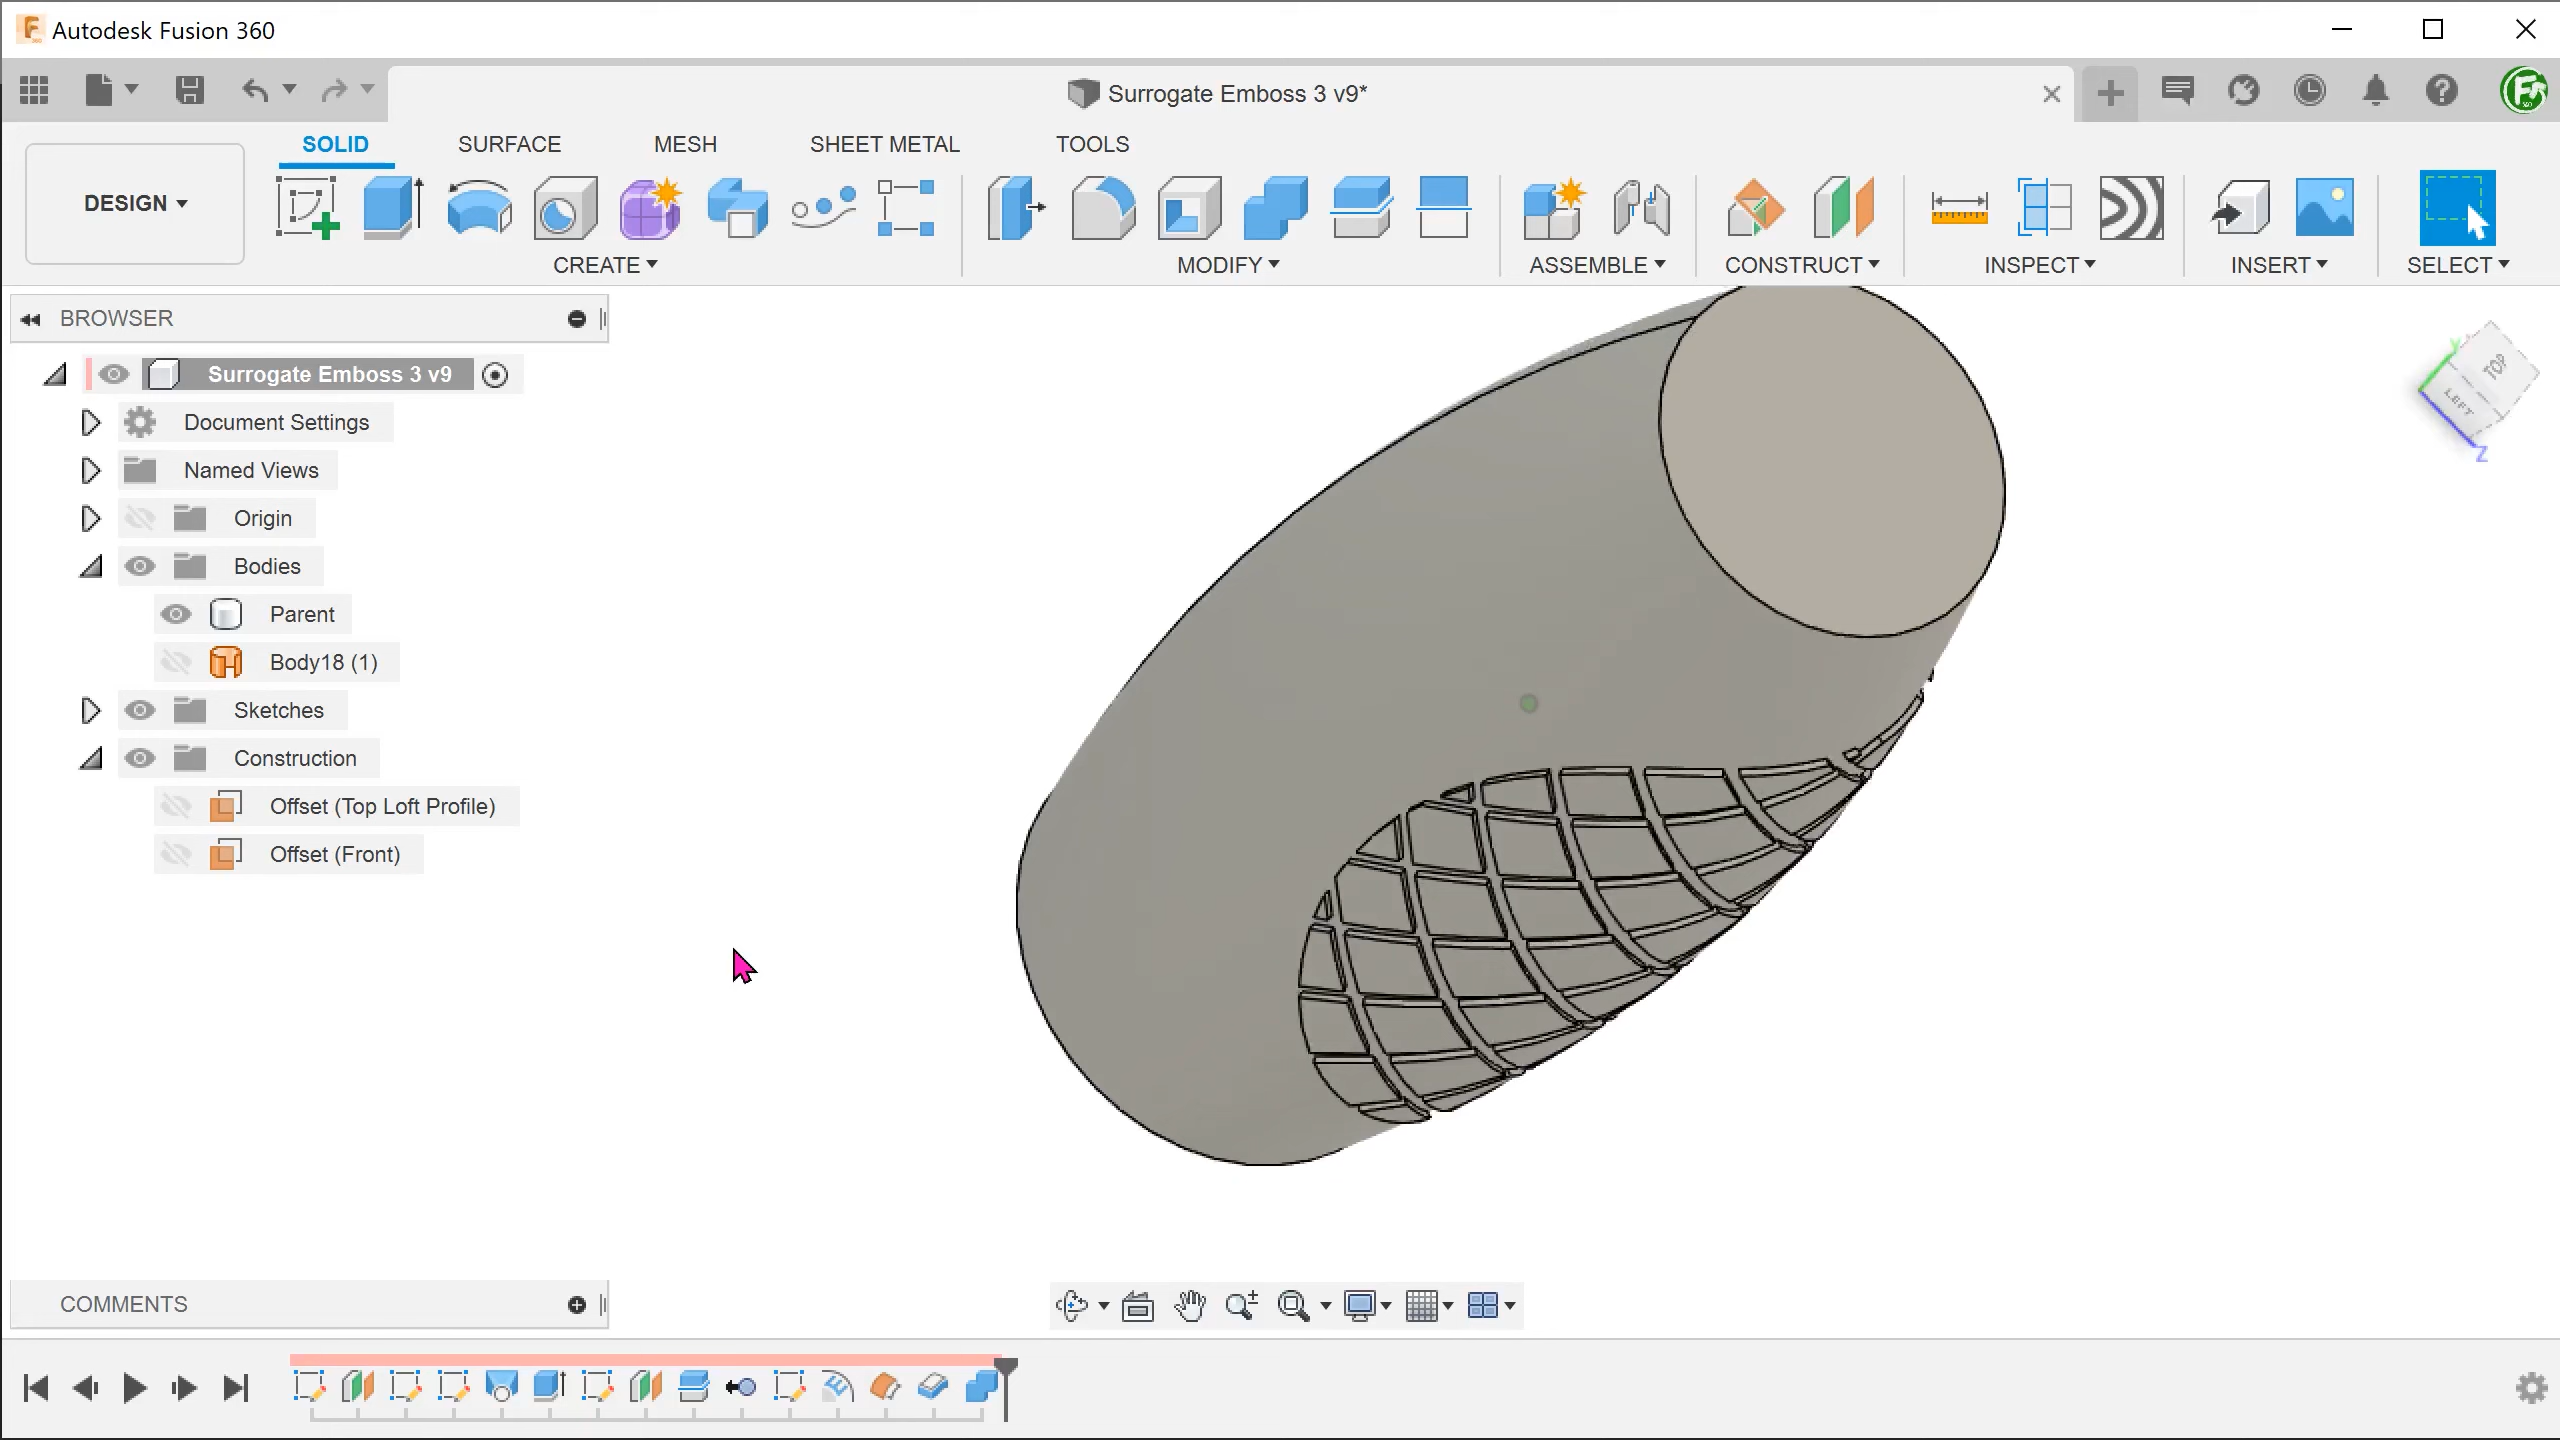 Autodesk Fusion 360
Surrogate Emboss 3 v9*
SOLID SURFACE MESH SHEET METAL TOOLS
DESIGN
CREATE MODIFY ASSEMBLE CONSTRUCT INSPECT INSERT SELECT
BROWSER
Surrogate Emboss 3 v9
Document Settings
Named Views
Origin
Bodies
Parent
Body18 (1)
Sketches
Construction
Offset (Top Loft Profile)
Offset (Front)
Y
TOP
LEFT
Z
COMMENTS